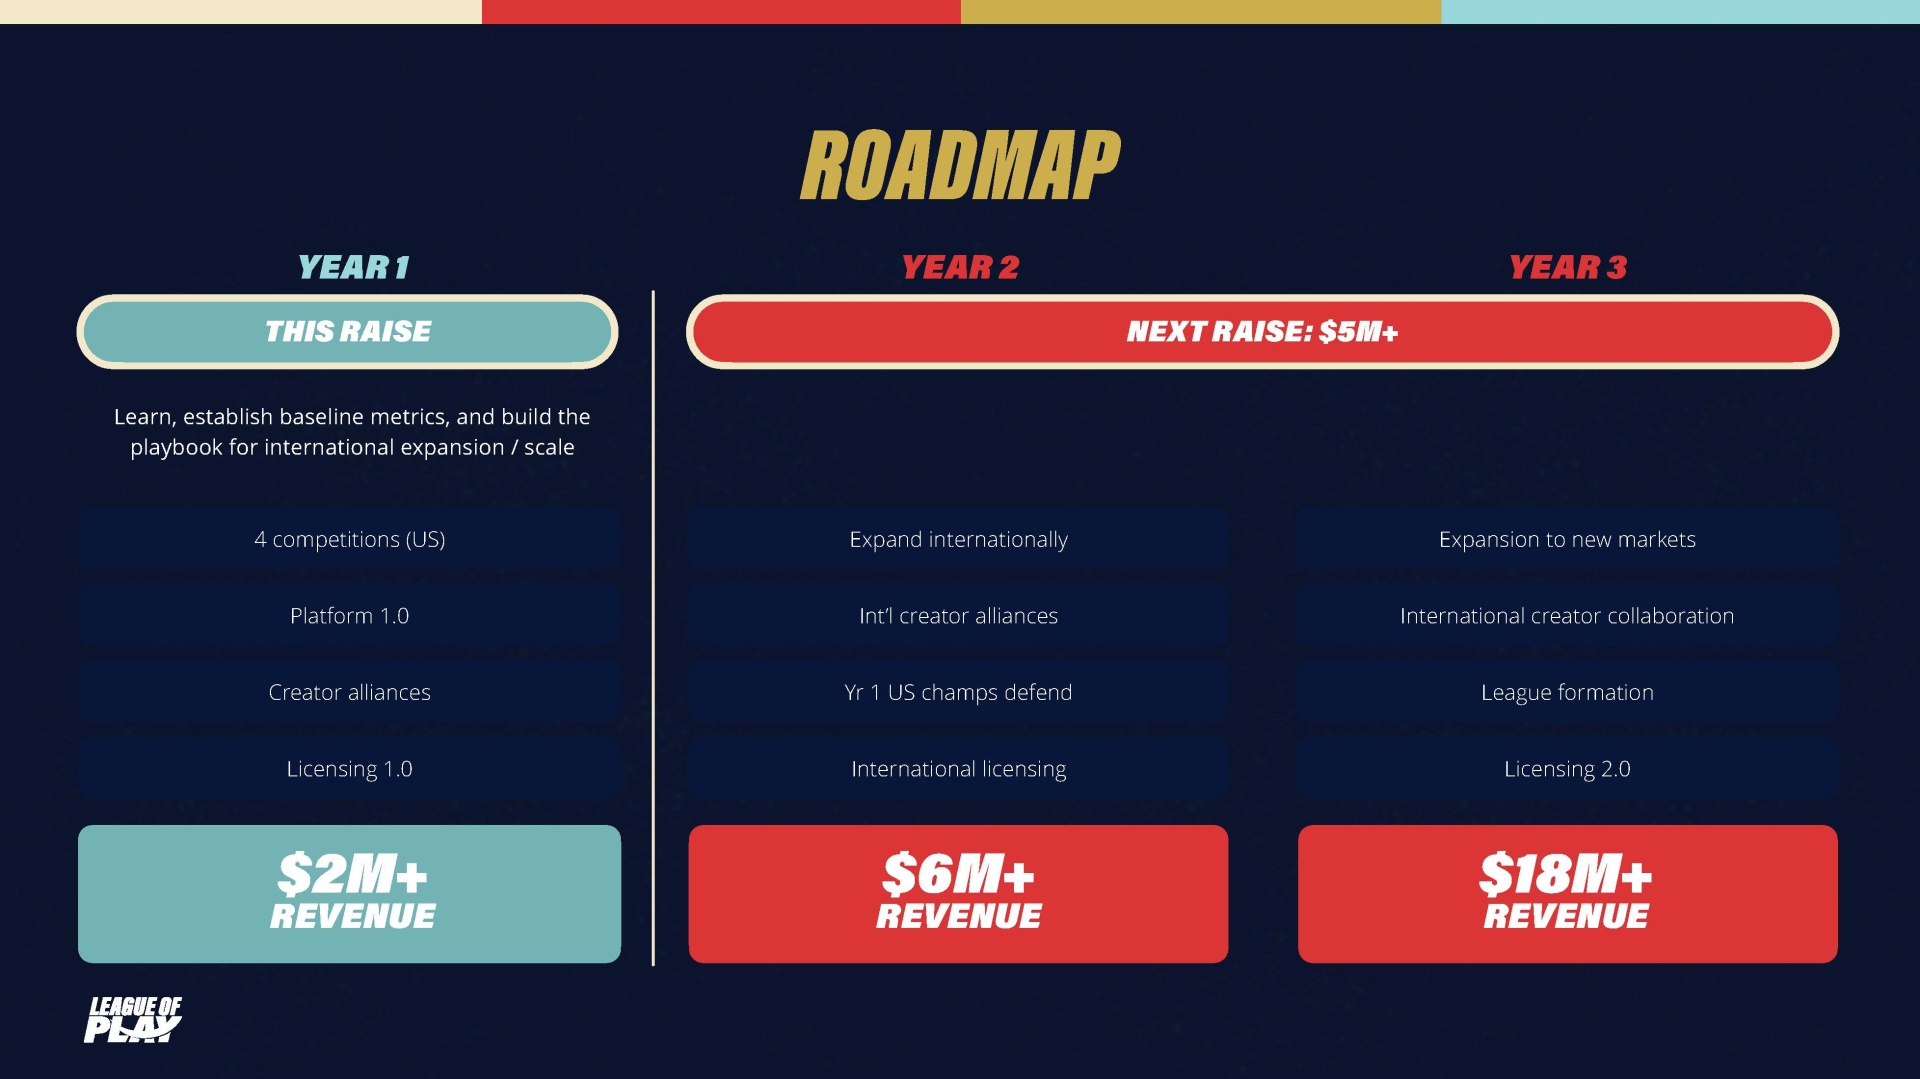 ROADMAP
YEAR 1
THIS RAISE
Learn, establish baseline metrics, and build the
playbook for international expansion / scale
4 competitions (US)
Platform 1.0
Creator alliances
Licensing 1.0
$2M+
REVENUE
YEAR 2
YEAR 3
NEXT RAISE: $5M+
Expand internationally
Int’l creator alliances
Yr 1 US champs defend
International licensing
$6M+
REVENUE
Expansion to new markets
International creator collaboration
League formation
Licensing 2.0
$18M+
REVENUE
LEAGUE OF
PLAY